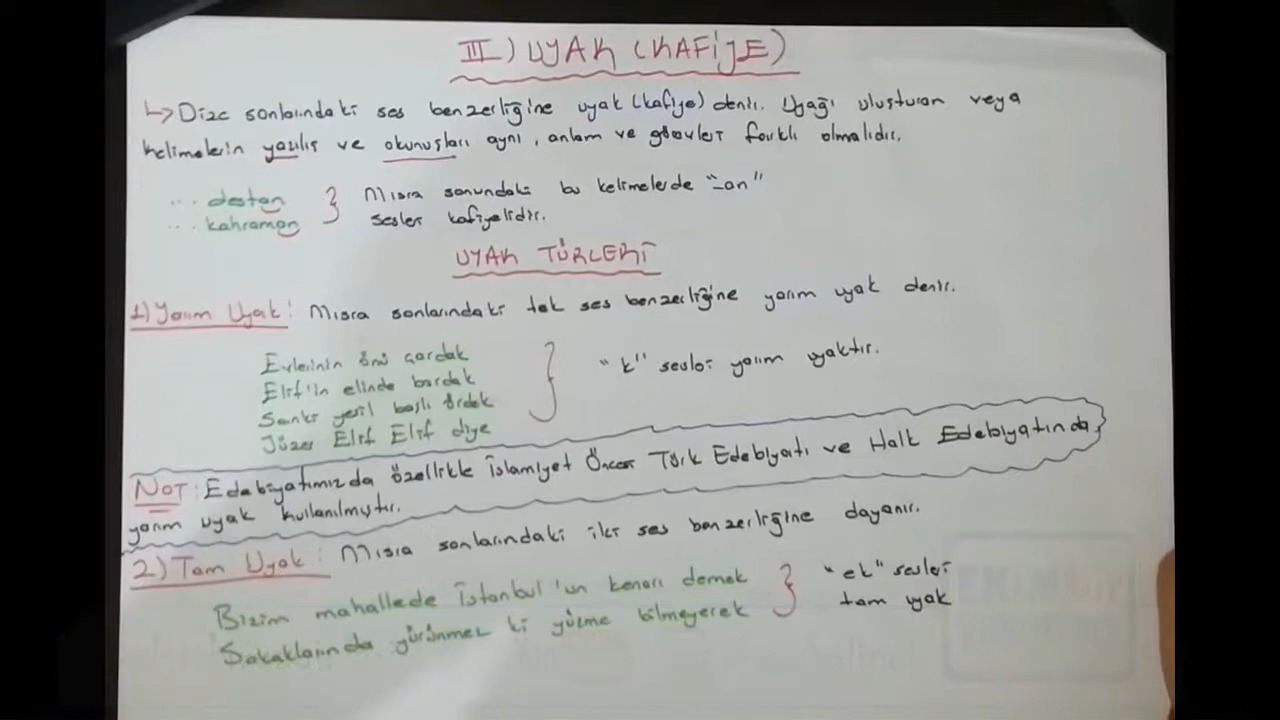 III) UYAK (KAFİYE)
↳ Dize sonlarındaki ses benzerliğine uyak (kafiye) denir. Uyağı oluşturan veya
kelimelerin yazılış ve okunuşları aynı, anlam ve görevleri farklı olmalıdır.
... destan } Mısra sonundaki bu kelimelerde "-an"
... kahraman sesler kafiyelidir.
UYAK TÜRLERİ
1) Yarım Uyak: Mısra sonlarındaki tek ses benzerliğine yarım uyak denir.
Evlerinin önü çardak
Elif'in elinde bardak } "k" sesleri yarım uyaktır.
Sanki yeşil başlı ördek
Yüzer Elif Elif diye
NOT: Edebiyatımızda özellikle İslamiyet Öncesi Türk Edebiyatı ve Halk Edebiyatında
yarım uyak kullanılmıştır.
2) Tam Uyak: Mısra sonlarındaki iki ses benzerliğine dayanır.
Bizim mahallede İstanbul'un kenarı demek } "ek" sesleri
Sokaklarında yürünmez ki yüzme bilmeyerek tam uyak